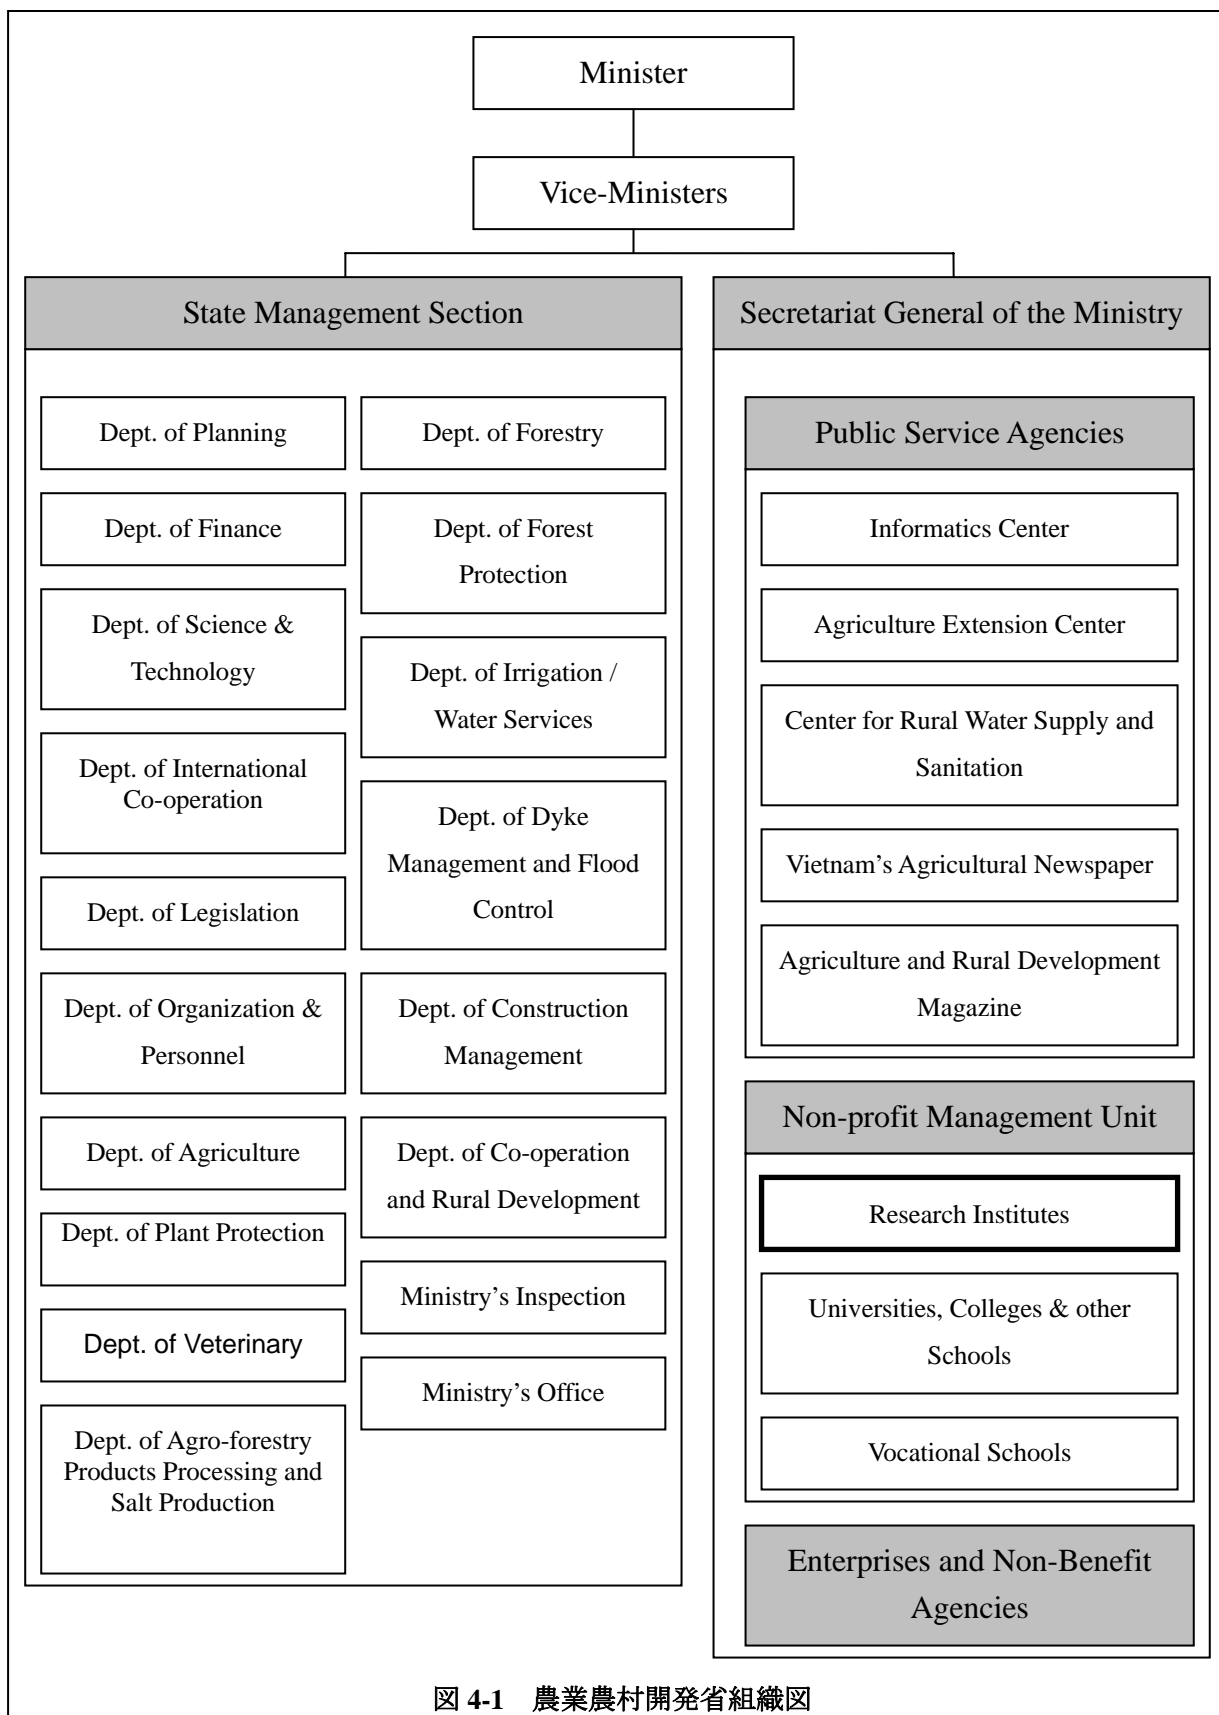 Minister
Vice-Ministers
State Management Section
Dept. of Planning
Dept. of Finance
Dept. of Science &
Technology
Dept. of International
Co-operation
Dept. of Legislation
Dept. of Organization &
Personnel
Dept. of Agriculture
Dept. of Plant Protection
Dept. of Veterinary
Dept. of Agro-forestry
Products Processing and
Salt Production
Dept. of Forestry
Dept. of Forest
Protection
Dept. of Irrigation /
Water Services
Dept. of Dyke
Management and Flood
Control
Dept. of Construction
Management
Dept. of Co-operation
and Rural Development
Ministry's Inspection
Ministry's Office
Secretariat General of the Ministry
Public Service Agencies
Informatics Center
Agriculture Extension Center
Center for Rural Water Supply and
Sanitation
Vietnam's Agricultural Newspaper
Agriculture and Rural Development
Magazine
Non-profit Management Unit
Research Institutes
Universities, Colleges & other
Schools
Vocational Schools
Enterprises and Non-Benefit
Agencies
図 4-1 農業農村開発省組織図